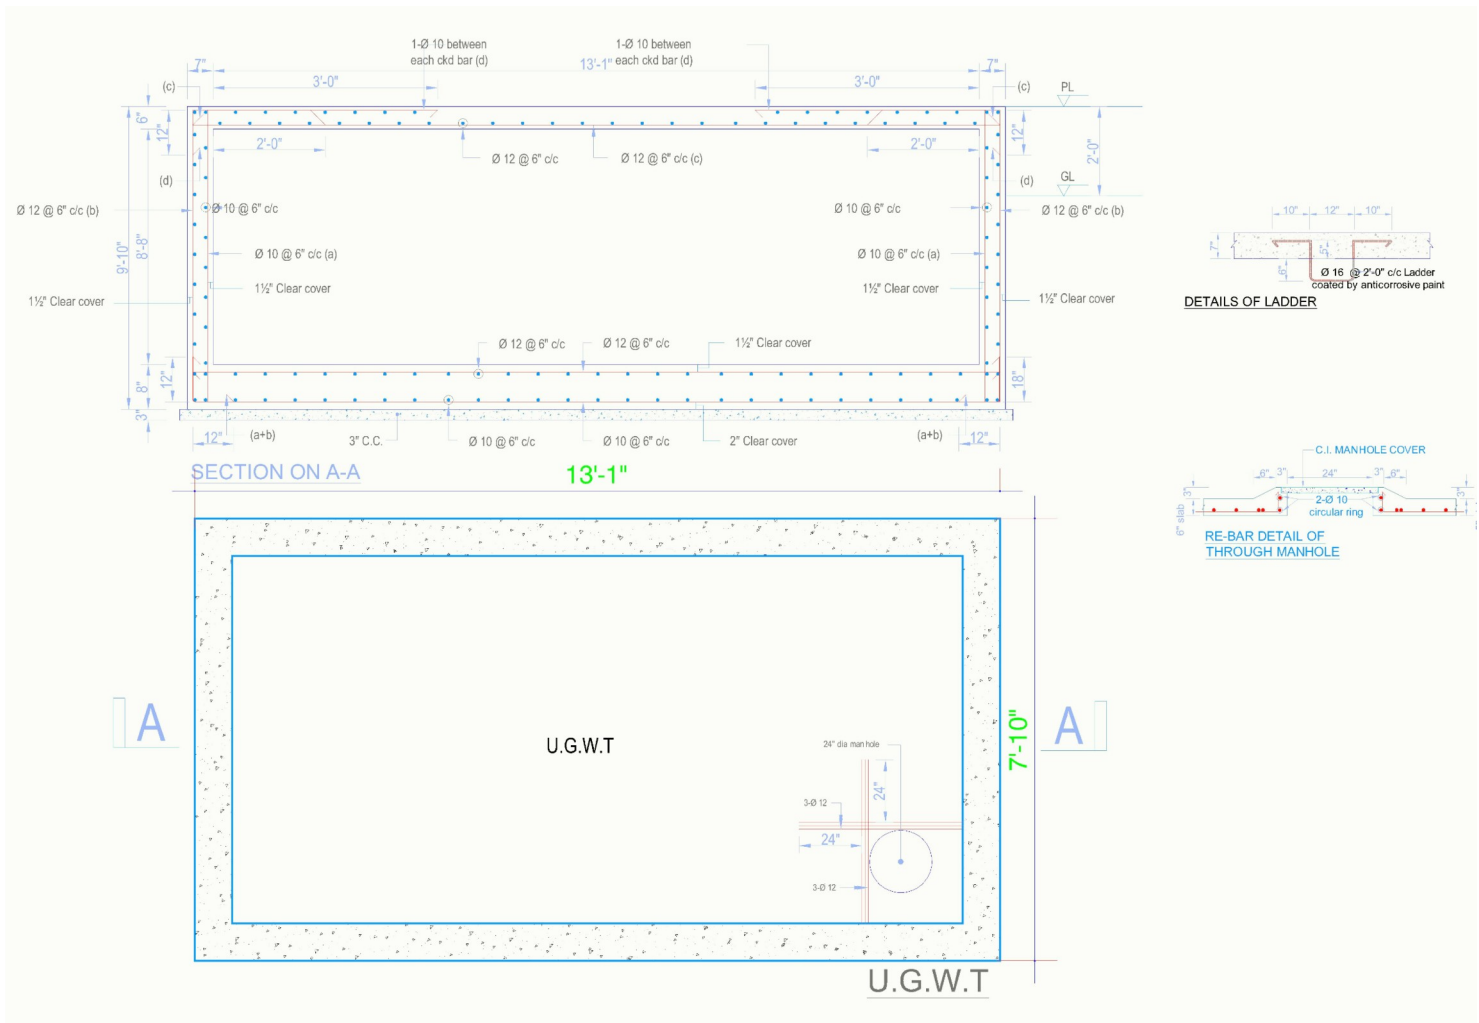 1-Ø 10 between
each ckd bar (d)
1-Ø 10 between
each ckd bar (d)
7"
13'-1"
7"
3'-0"
3'-0"
(c)
(c)
PL
6"
12"
12"
2'-0"
2'-0"
2'-0"
Ø 12 @ 6" c/c
Ø 12 @ 6" c/c (c)
(d)
(d)
GL
Ø 12 @ 6" c/c (b)
Ø 10 @ 6" c/c
Ø 10 @ 6" c/c
Ø 12 @ 6" c/c (b)
9'-10"
8'-8"
Ø 10 @ 6" c/c (a)
Ø 10 @ 6" c/c (a)
1½" Clear cover
1½" Clear cover
1½" Clear cover
1½" Clear cover
Ø 12 @ 6" c/c
Ø 12 @ 6" c/c
1½" Clear cover
8"
12"
18"
3"
12"
(a+b)
3" C.C.
Ø 10 @ 6" c/c
Ø 10 @ 6" c/c
2" Clear cover
(a+b)
12"
SECTION ON A-A
10"
12"
10"
7"
5"
6"
Ø 16 @ 2'-0" c/c Ladder
coated by anticorrosive paint
DETAILS OF LADDER
C.I. MANHOLE COVER
6"
3"
24"
3"
6"
3"
3"
2-Ø 10
circular ring
6" slab
RE-BAR DETAIL OF
THROUGH MANHOLE
13'-1"
7'-10"
A
A
U.G.W.T
24" dia manhole
24"
3-Ø 12
24"
3-Ø 12
U.G.W.T